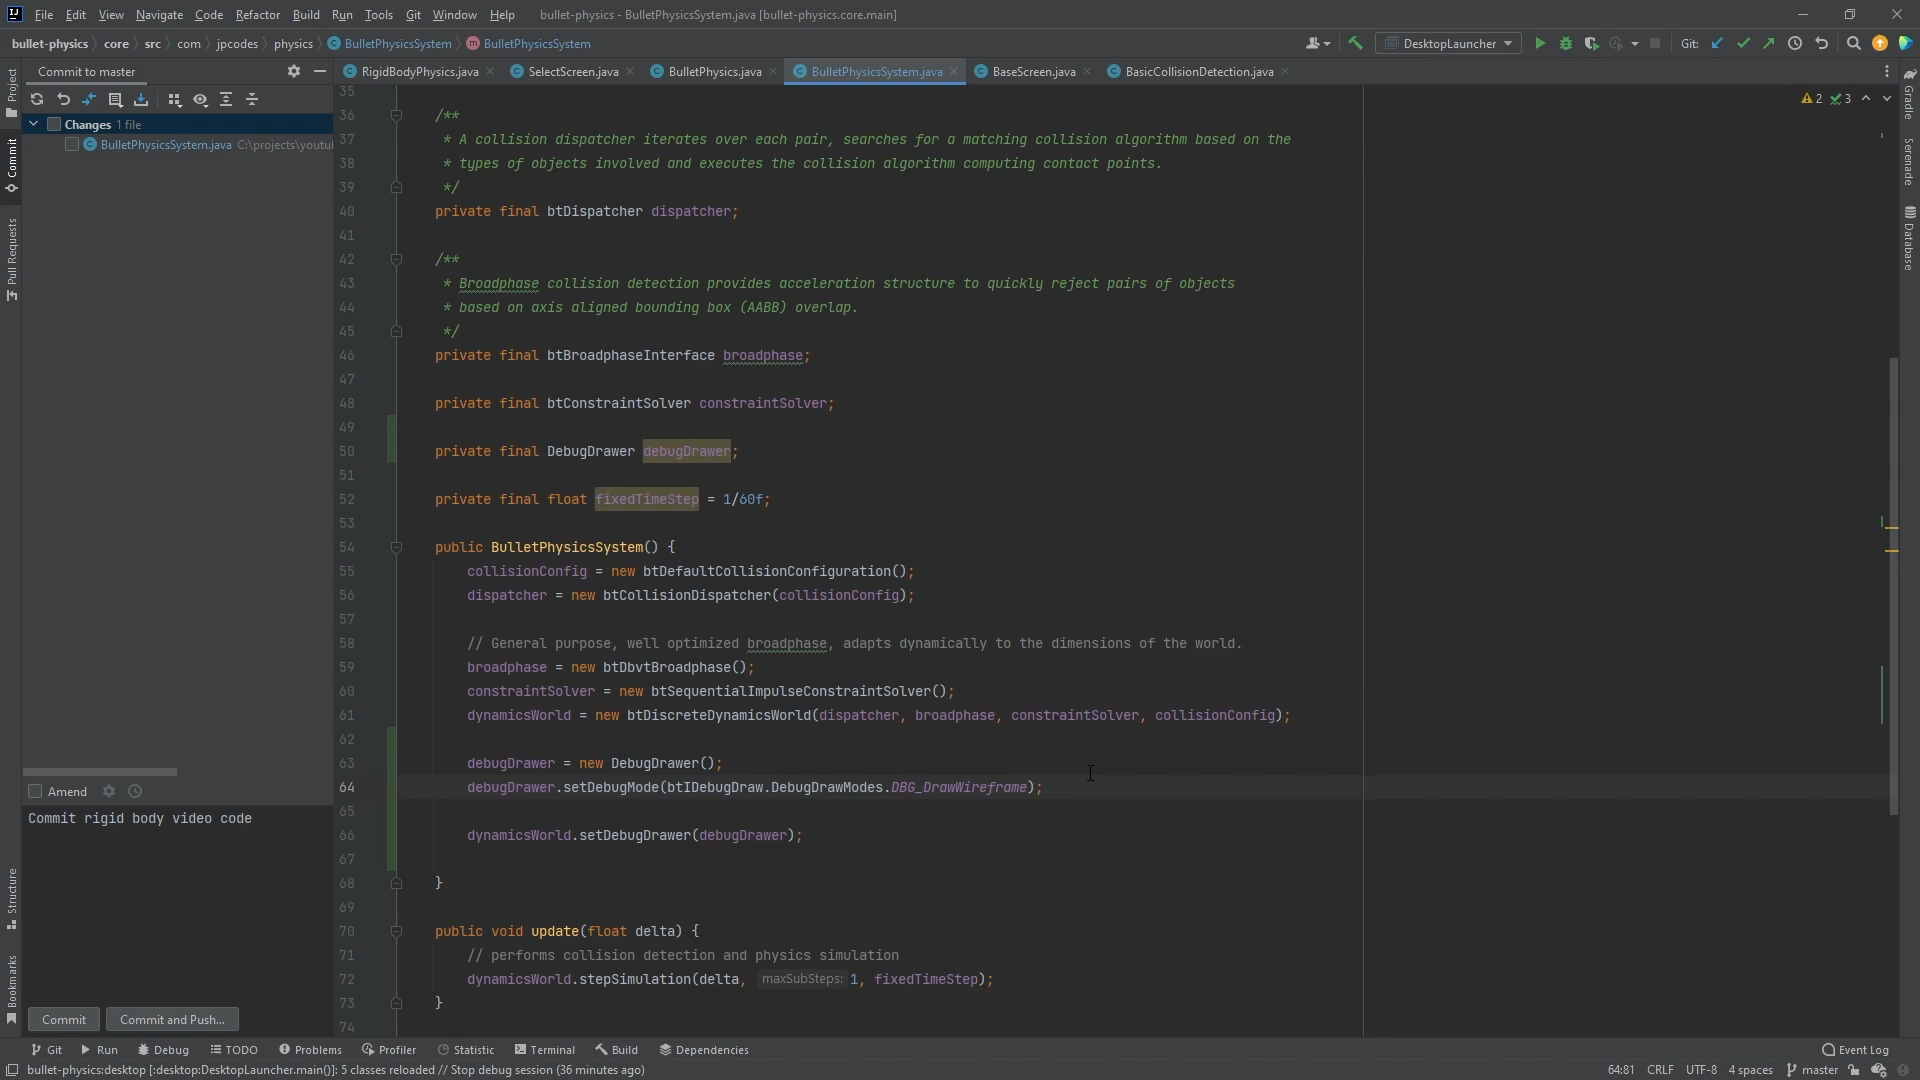 File Edit View Navigate Code Refactor Build Run Tools Git Window Help bullet-physics - BulletPhysicsSystem.java [bullet-physics.core.main]
bullet-physics core src com jpcodes physics BulletPhysicsSystem BulletPhysicsSystem DesktopLauncher Git:
Commit to master
RigidBodyPhysics.java SelectScreen.java BulletPhysics.java BulletPhysicsSystem.java BaseScreen.java BasicCollisionDetection.java
Project
Commit
Pull Requests
Structure
Bookmarks
Changes 1 file
BulletPhysicsSystem.java C:\projects\youtu
Amend
Commit rigid body video code
Commit Commit and Push...
2 3
35
36 /**
37 * A collision dispatcher iterates over each pair, searches for a matching collision algorithm based on the
38 * types of objects involved and executes the collision algorithm computing contact points.
39 */
40 private final btDispatcher dispatcher;
41
42 /**
43 * Broadphase collision detection provides acceleration structure to quickly reject pairs of objects
44 * based on axis aligned bounding box (AABB) overlap.
45 */
46 private final btBroadphaseInterface broadphase;
47
48 private final btConstraintSolver constraintSolver;
49
50 private final DebugDrawer debugDrawer;
51
52 private final float fixedTimeStep = 1/60f;
53
54 public BulletPhysicsSystem() {
55 collisionConfig = new btDefaultCollisionConfiguration();
56 dispatcher = new btCollisionDispatcher(collisionConfig);
57
58 // General purpose, well optimized broadphase, adapts dynamically to the dimensions of the world.
59 broadphase = new btDbvtBroadphase();
60 constraintSolver = new btSequentialImpulseConstraintSolver();
61 dynamicsWorld = new btDiscreteDynamicsWorld(dispatcher, broadphase, constraintSolver, collisionConfig);
62
63 debugDrawer = new DebugDrawer();
64 debugDrawer.setDebugMode(btIDebugDraw.DebugDrawModes.DBG_DrawWireframe);
65
66 dynamicsWorld.setDebugDrawer(debugDrawer);
67
68 }
69
70 public void update(float delta) {
71 // performs collision detection and physics simulation
72 dynamicsWorld.stepSimulation(delta, maxSubSteps: 1, fixedTimeStep);
73 }
74
Gradle
Serenade
Database
Git Run Debug TODO Problems Profiler Statistic Terminal Build Dependencies Event Log
bullet-physics:desktop [:desktop:DesktopLauncher.main()]: 5 classes reloaded // Stop debug session (36 minutes ago) 64:81 CRLF UTF-8 4 spaces master